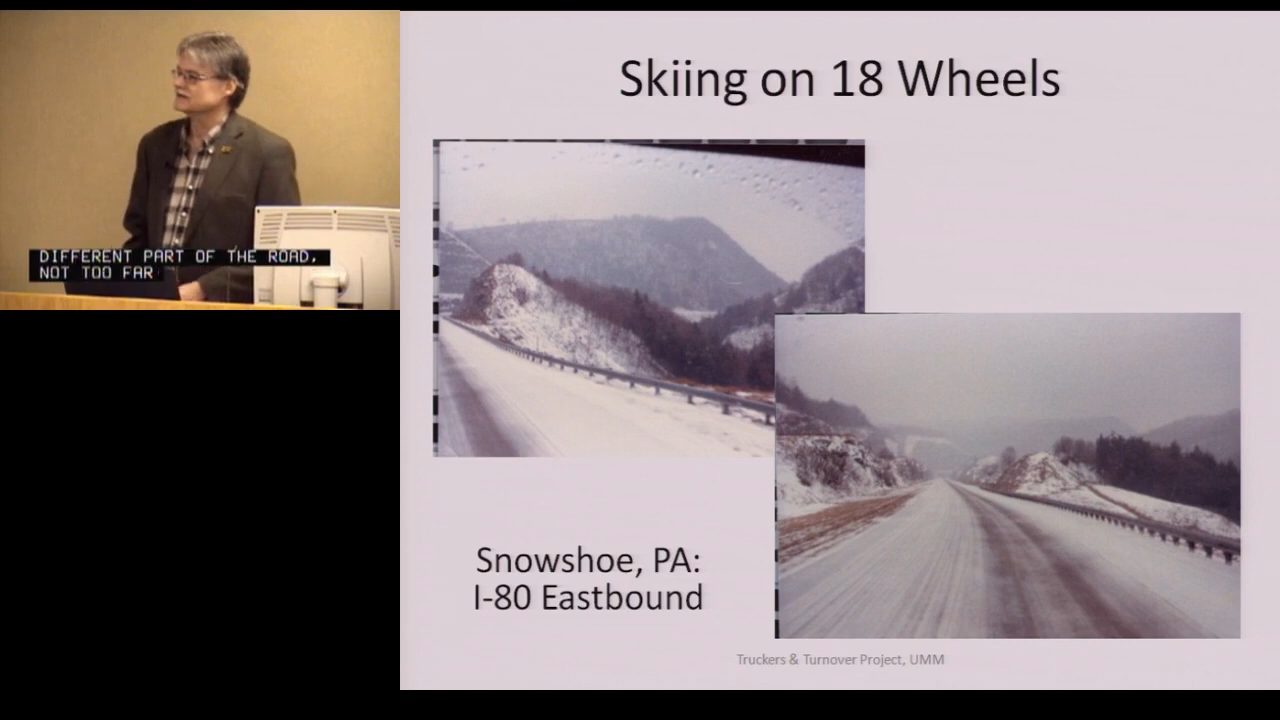 Skiing on 18 Wheels
DIFFERENT PART OF THE ROAD,
NOT TOO FAR
Snowshoe, PA:
I-80 Eastbound
Truckers & Turnover Project, UMM